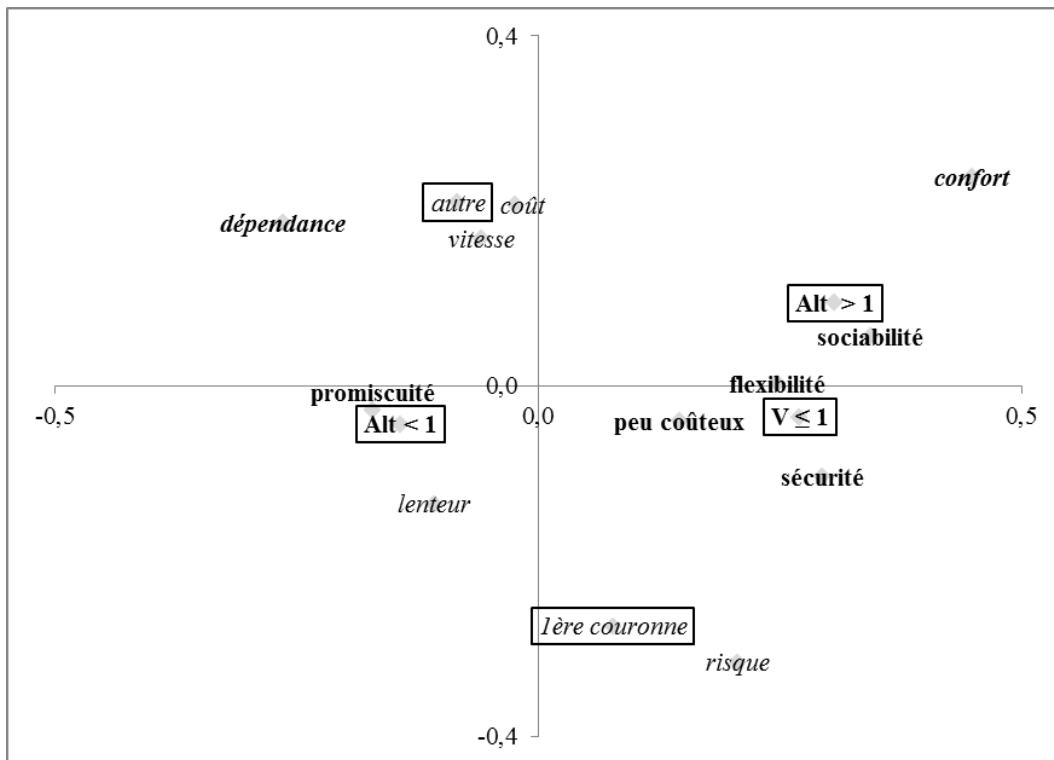 0,4
confort
autre
coût
dépendance
vitesse
Alt > 1
sociabilité
flexibilité
0,0
promiscuité
-0,5
0,0
0,5
Alt < 1
peu coûteux
V ≤ 1
sécurité
lenteur
1ère couronne
risque
-0,4